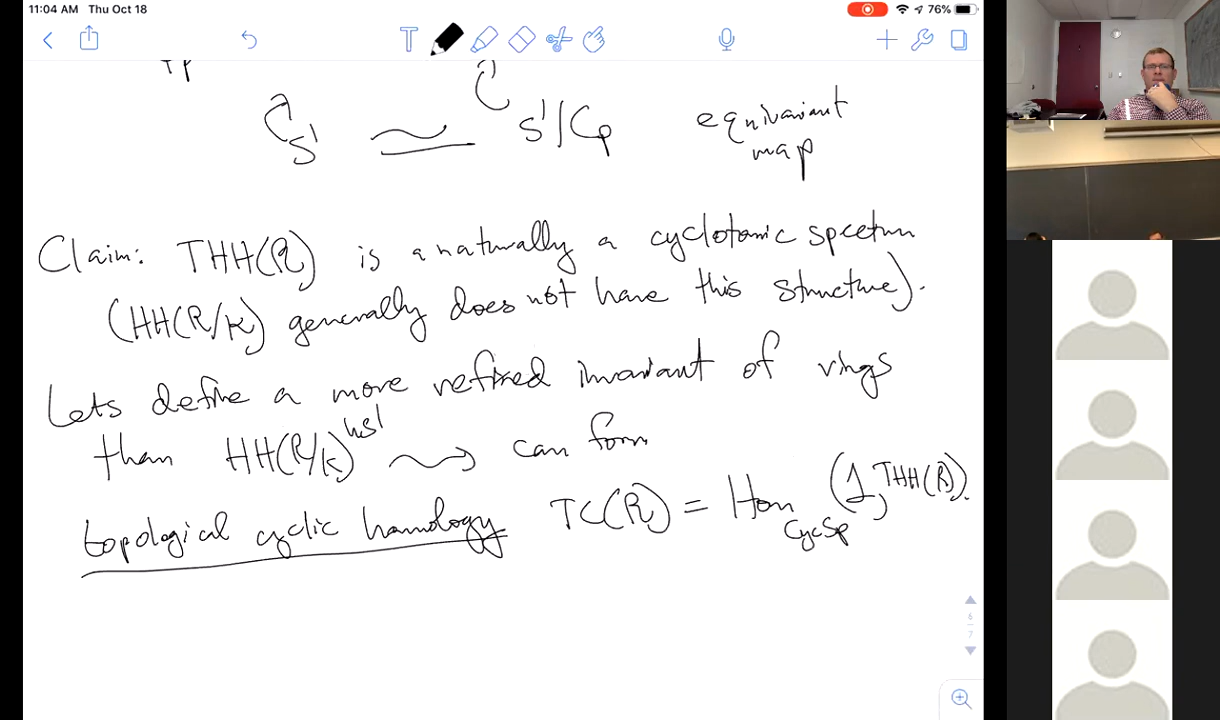 11:04 AM Thu Oct 18
76%
T
S¹ ≃ S¹/Cp equivariant map
Claim: THH(R) is a naturally a cyclotomic spectrum
(HH(R/k) generally does not have this structure).
Lets define a more refined invariant of rings
than HH(R/k)^hS¹ ⇝ can form
topological cyclic homology TC(R) = Hom_CycSp (1, THH(R)).
6
7